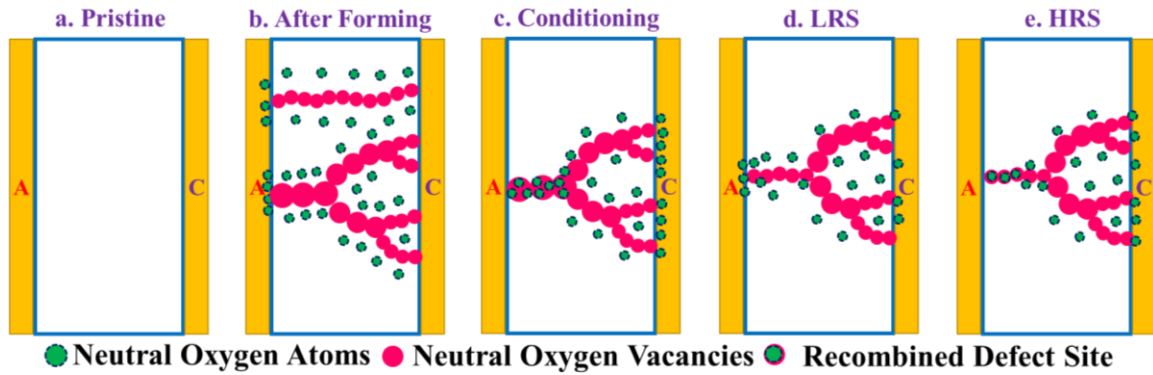 a. Pristine
b. After Forming
c. Conditioning
d. LRS
e. HRS
A
C
A
C
A
C
A
C
A
C
Neutral Oxygen Atoms
Neutral Oxygen Vacancies
Recombined Defect Site